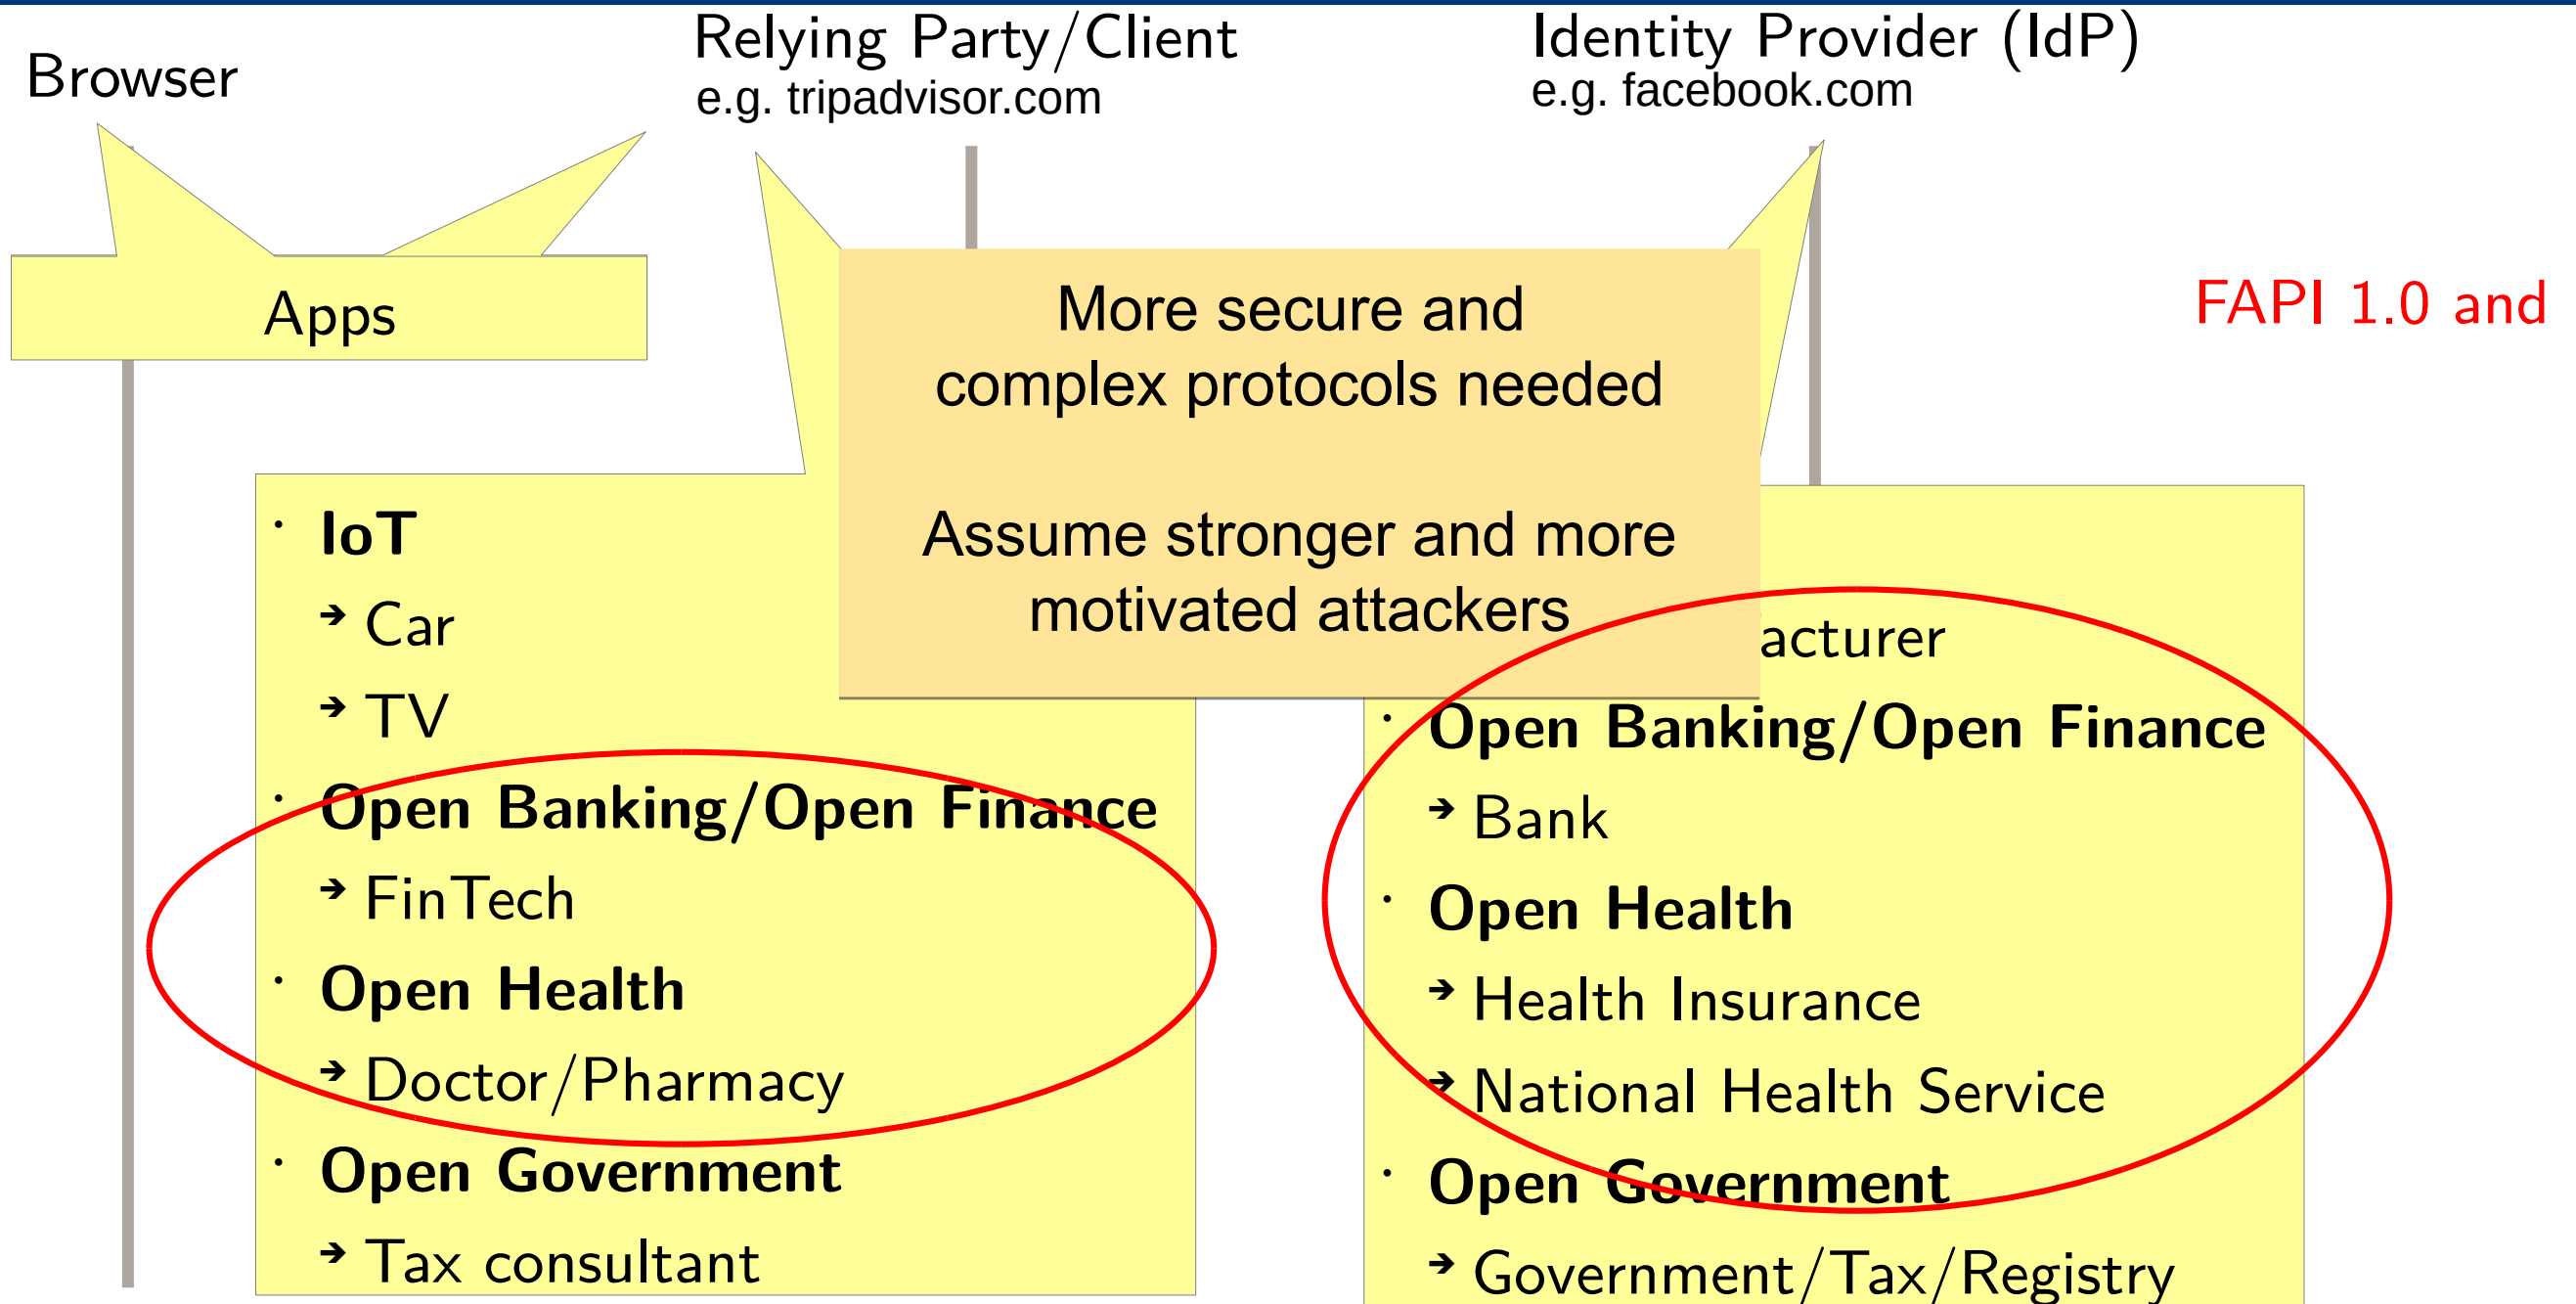 Browser
Relying Party/Client
e.g. tripadvisor.com
Identity Provider (IdP)
e.g. facebook.com
Apps
More secure and
complex protocols needed
Assume stronger and more
motivated attackers
FAPI 1.0 and
· IoT
➔ Car
➔ TV
· Open Banking/Open Finance
➔ FinTech
· Open Health
➔ Doctor/Pharmacy
· Open Government
➔ Tax consultant
acturer
· Open Banking/Open Finance
➔ Bank
· Open Health
➔ Health Insurance
➔ National Health Service
· Open Government
➔ Government/Tax/Registry